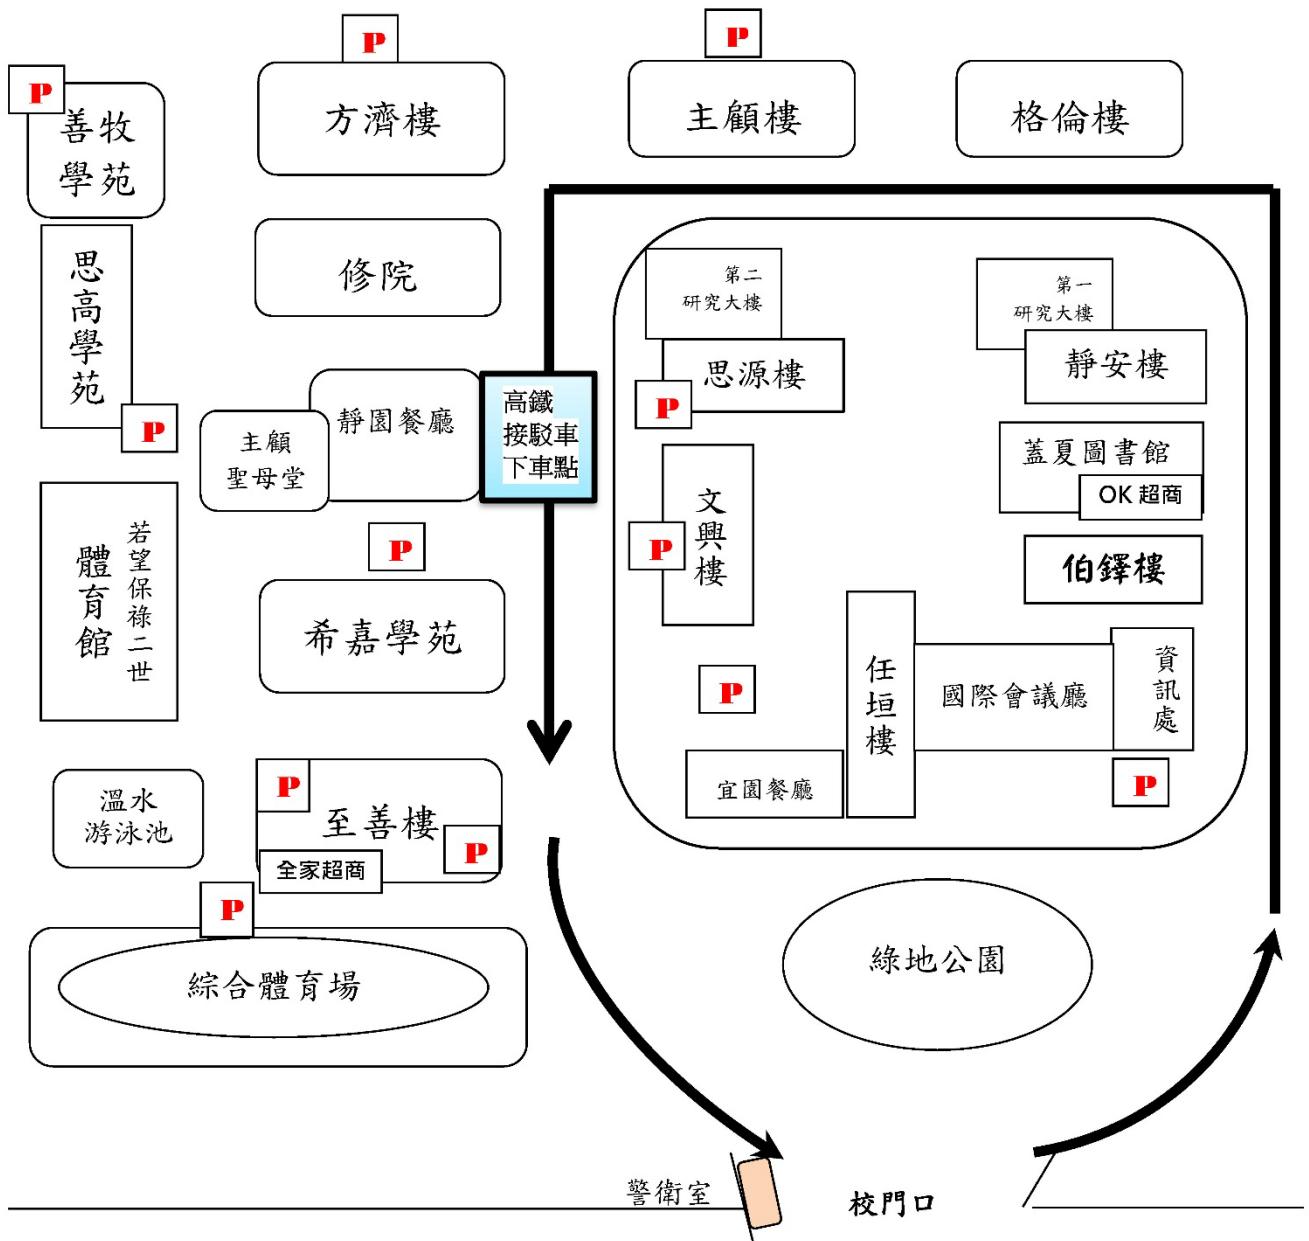 P
P
P
善牧
學苑
方濟樓
主顧樓
格倫樓
思
高
學
苑
P
修院
第二
研究大樓
思源樓
P
第一
研究大樓
靜安樓
主顧
聖母堂
靜園餐廳
高鐵
接駁車
下車點
蓋夏圖書館
OK 超商
文
興
樓
P
伯鐸樓
體
育
館
若
望
保
祿
二
世
P
希嘉學苑
P
任
垣
樓
國際會議廳
資
訊
處
P
宜園餐廳
溫水
游泳池
P
至善樓
P
全家超商
P
綜合體育場
綠地公園
警衛室
校門口